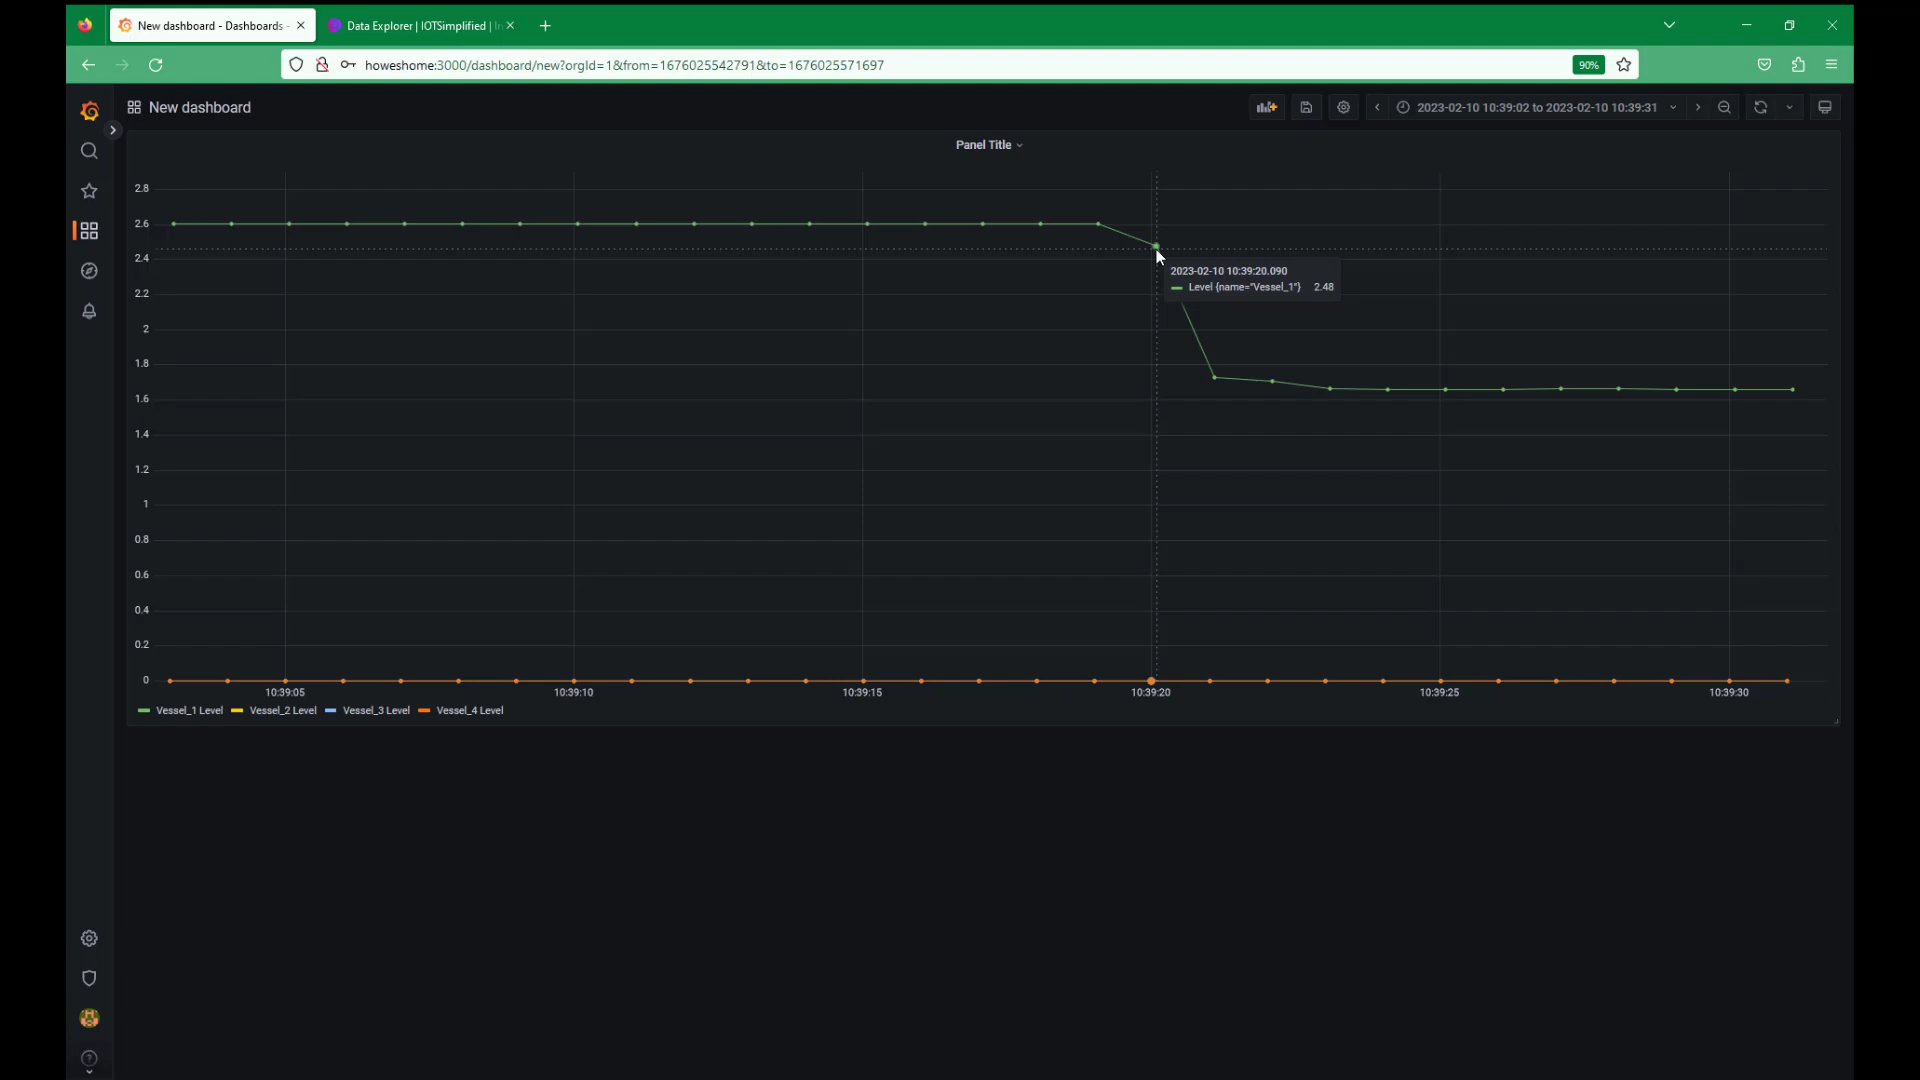 New dashboard - Dashboards -
Data Explorer | IOTSimplified |
howeshome:3000/dashboard/new?orgId=1&from=1676025542791&to=1676025571697
90%
New dashboard
2023-02-10 10:39:02 to 2023-02-10 10:39:31
Panel Title
2.8
2.6
2.4
2023-02-10 10:39:20.090
Level {name="Vessel_1"} 2.48
2.2
2
1.8
1.6
1.4
1.2
1
0.8
0.6
0.4
0.2
0
10:39:05 10:39:10 10:39:15 10:39:20 10:39:25 10:39:30
Vessel_1 Level Vessel_2 Level Vessel_3 Level Vessel_4 Level